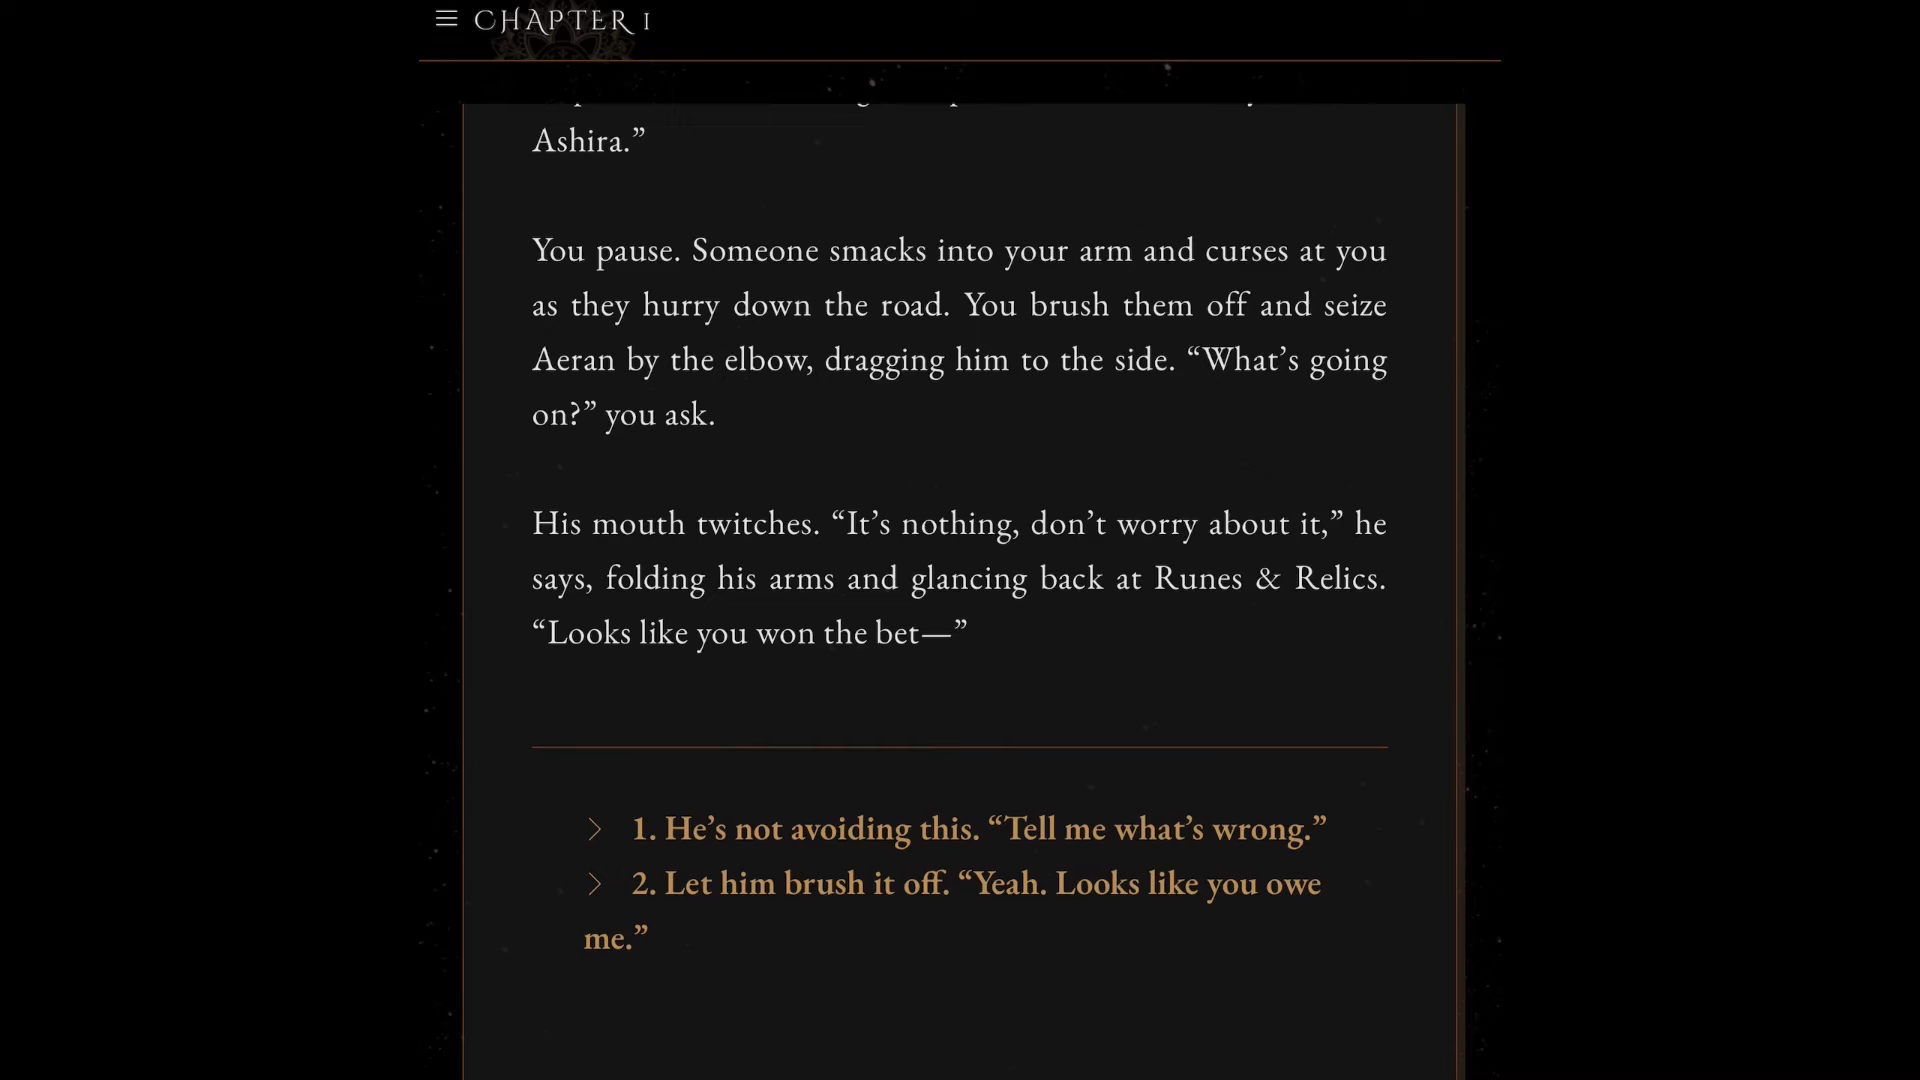 CHAPTER I
Ashira.”
You pause. Someone smacks into your arm and curses at you
as they hurry down the road. You brush them off and seize
Aeran by the elbow, dragging him to the side. “What’s going
on?” you ask.
His mouth twitches. “It’s nothing, don’t worry about it,” he
says, folding his arms and glancing back at Runes & Relics.
“Looks like you won the bet—”
1. He’s not avoiding this. “Tell me what’s wrong.”
2. Let him brush it off. “Yeah. Looks like you owe
me.”